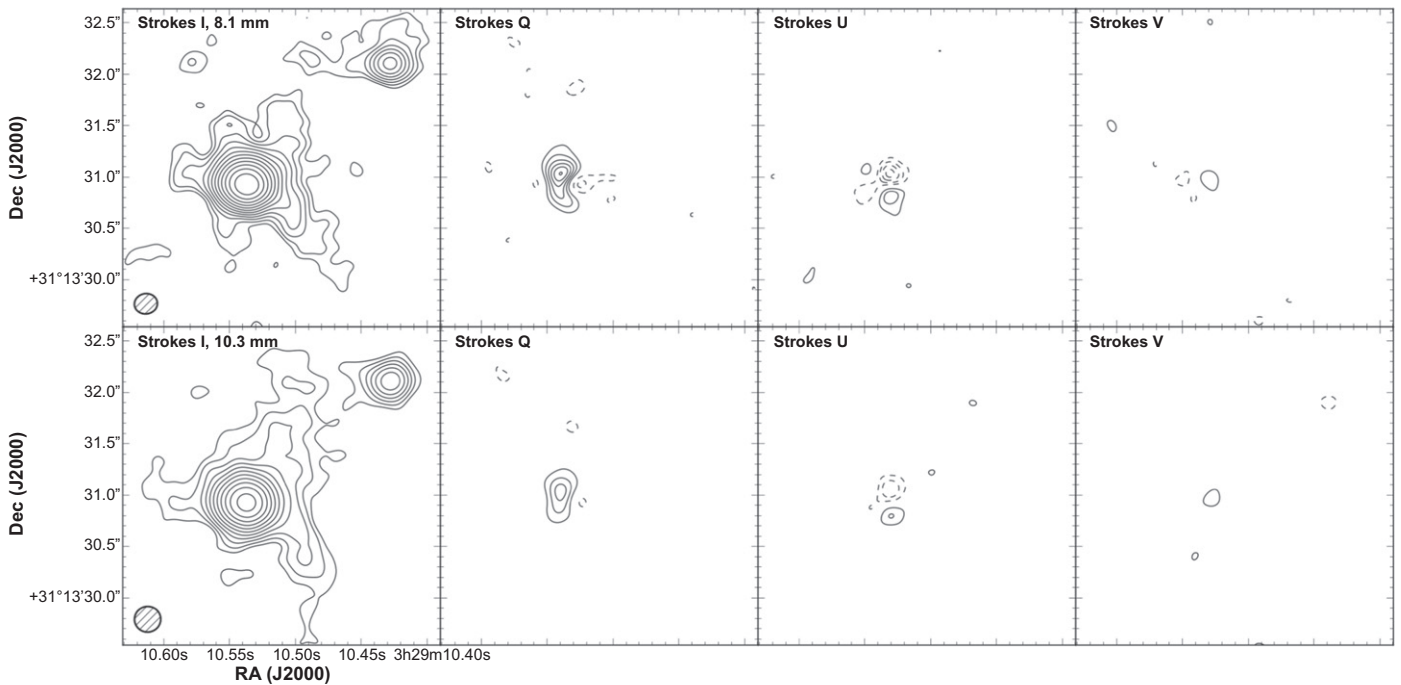 Strokes I, 8.1 mm
Strokes Q
Strokes U
Strokes V
32.5”
32.0”
31.5”
31.0”
30.5”
+31°13’30.0”
Dec (J2000)
Strokes I, 10.3 mm
Strokes Q
Strokes U
Strokes V
32.5”
32.0”
31.5”
31.0”
30.5”
+31°13’30.0”
Dec (J2000)
10.60s 10.55s 10.50s 10.45s 3h29m10.40s
RA (J2000)